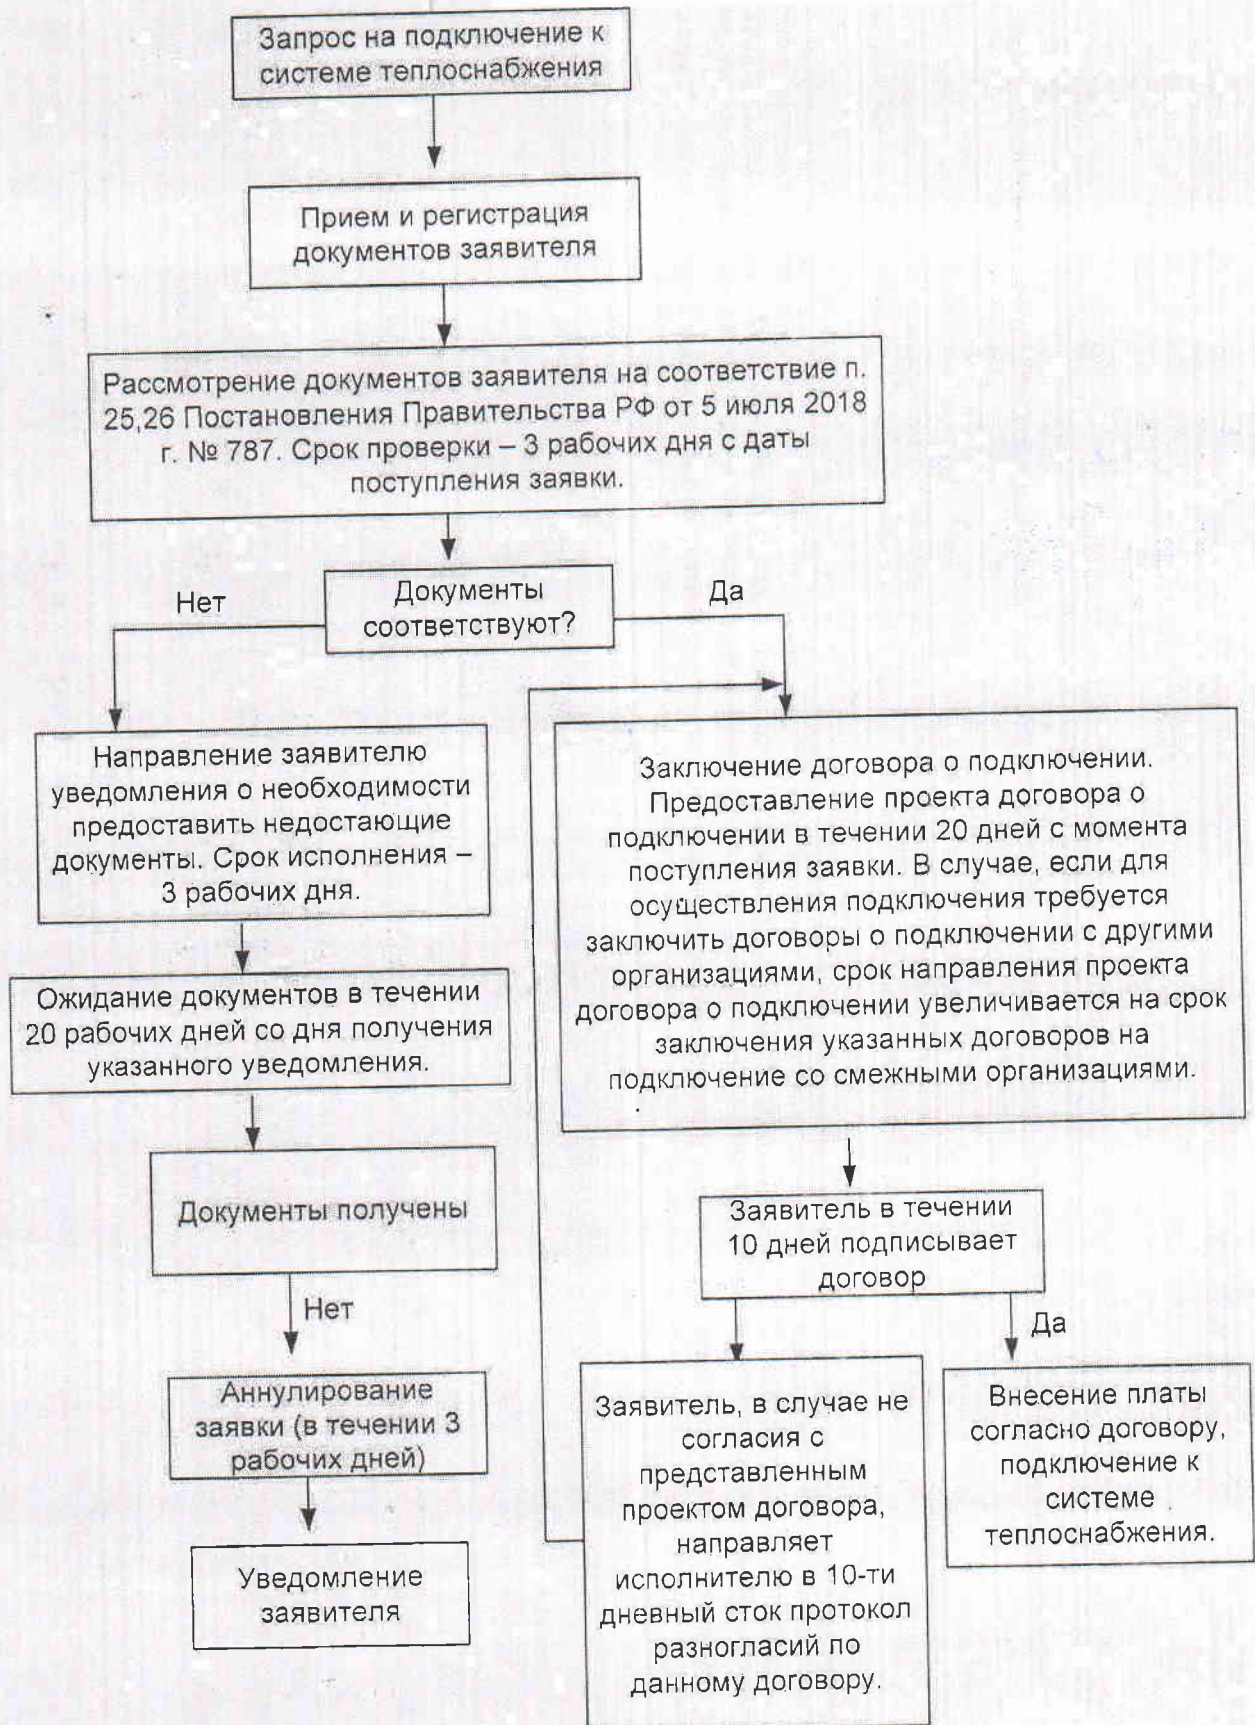 Запрос на подключение к
системе теплоснабжения
Прием и регистрация
документов заявителя
Рассмотрение документов заявителя на соответствие п.
25,26 Постановления Правительства РФ от 5 июля 2018
г. № 787. Срок проверки – 3 рабочих дня с даты
поступления заявки.
Документы
соответствуют?
Нет
Да
Направление заявителю
уведомления о необходимости
предоставить недостающие
документы. Срок исполнения –
3 рабочих дня.
Ожидание документов в течении
20 рабочих дней со дня получения
указанного уведомления.
Документы получены
Нет
Аннулирование
заявки (в течении 3
рабочих дней)
Уведомление
заявителя
Заключение договора о подключении.
Предоставление проекта договора о
подключении в течении 20 дней с момента
поступления заявки. В случае, если для
осуществления подключения требуется
заключить договоры о подключении с другими
организациями, срок направления проекта
договора о подключении увеличивается на срок
заключения указанных договоров на
подключение со смежными организациями.
Заявитель в течении
10 дней подписывает
договор
Да
Заявитель, в случае не
согласия с
представленным
проектом договора,
направляет
исполнителю в 10-ти
дневный сток протокол
разногласий по
данному договору.
Внесение платы
согласно договору,
подключение к
системе
теплоснабжения.